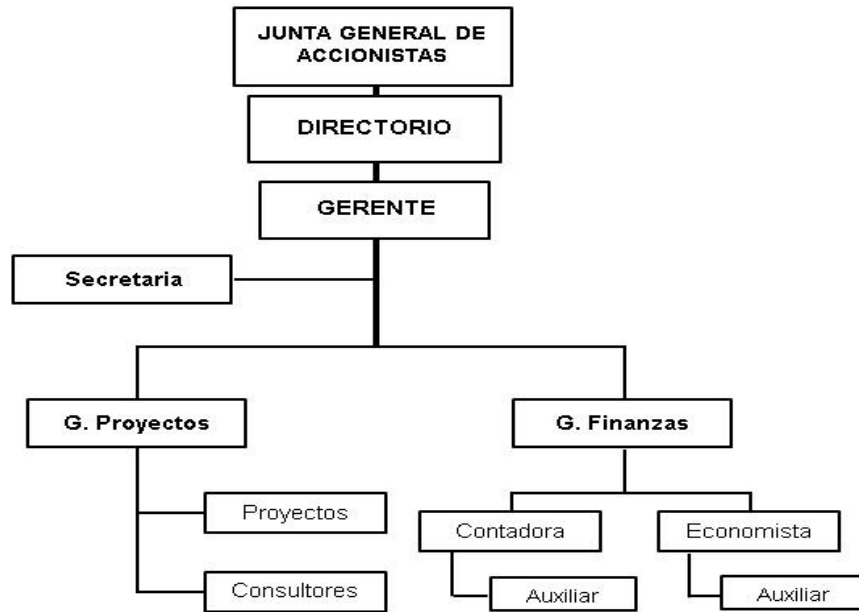 JUNTA GENERAL DE
ACCIONISTAS
DIRECTORIO
GERENTE
Secretaria
G. Proyectos
G. Finanzas
Proyectos
Contadora
Economista
Consultores
Auxiliar
Auxiliar